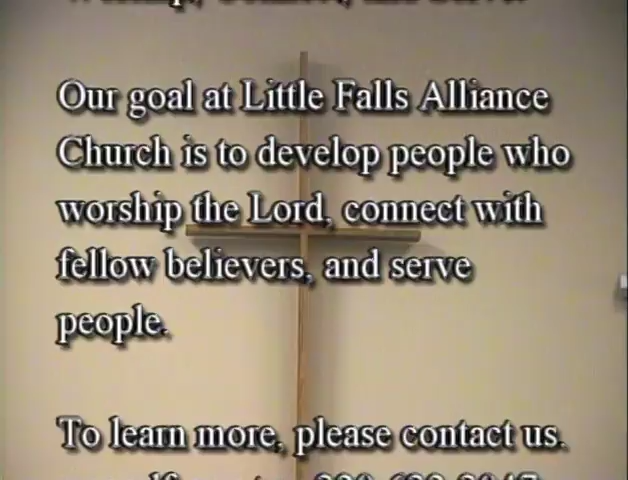 Our goal at Little Falls Alliance
Church is to develop people who
worship the Lord, connect with
fellow believers, and serve
people.
To learn more, please contact us.